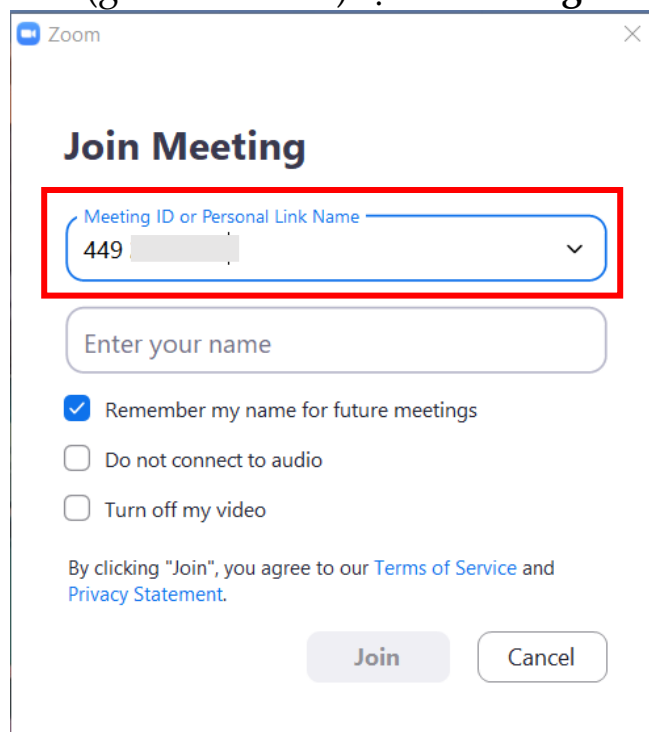 Zoom
Join Meeting
Meeting ID or Personal Link Name
449
Enter your name
Remember my name for future meetings
Do not connect to audio
Turn off my video
By clicking "Join", you agree to our Terms of Service and
Privacy Statement.
Join Cancel